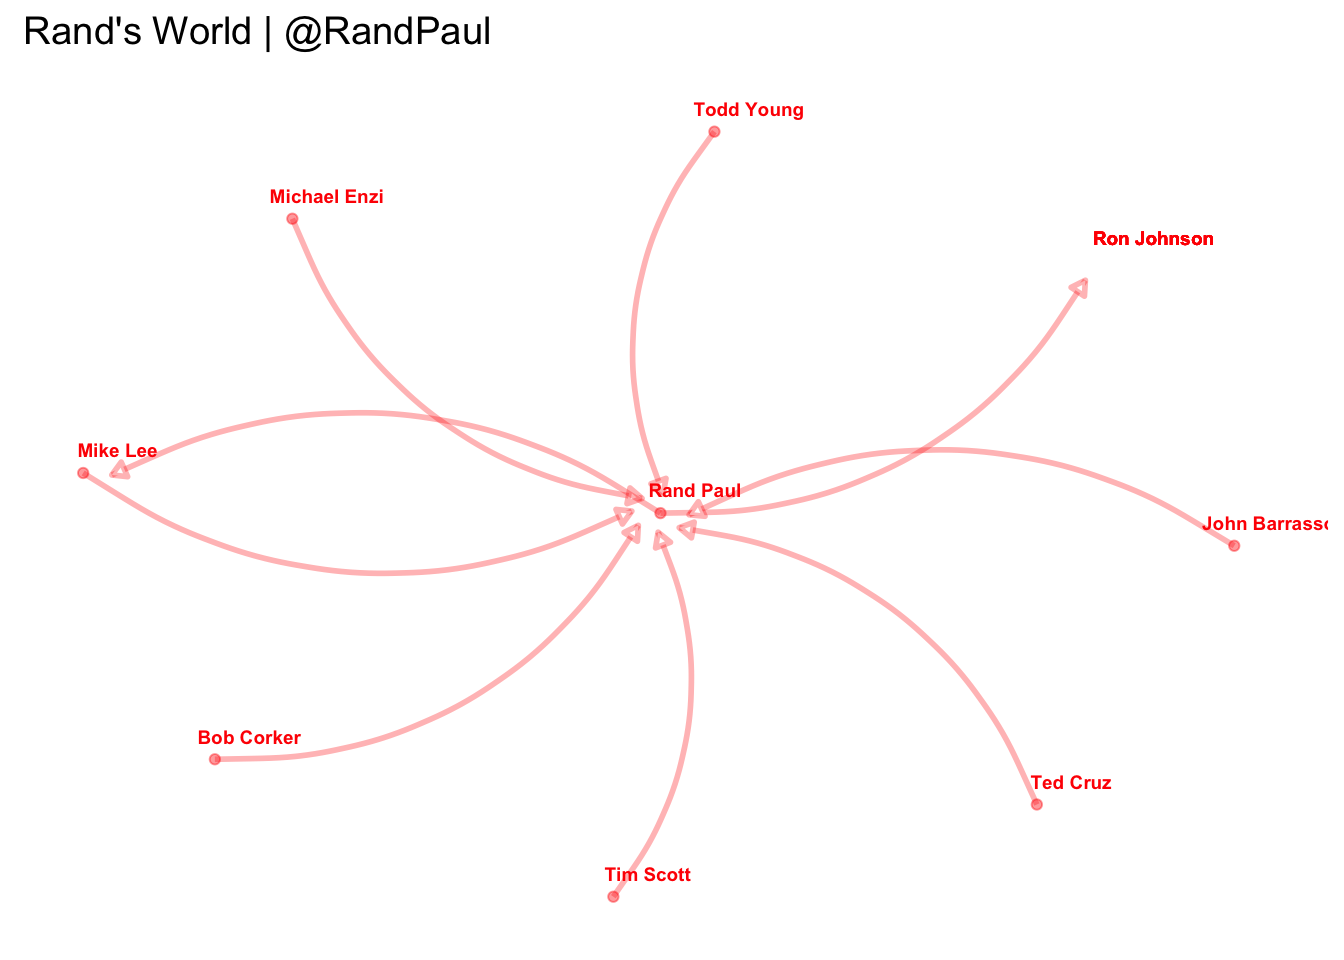 Rand's World | @RandPaul
Todd Young
Michael Enzi
Ron Johnson
Mike Lee
Rand Paul
John Barrasso
Bob Corker
Ted Cruz
Tim Scott